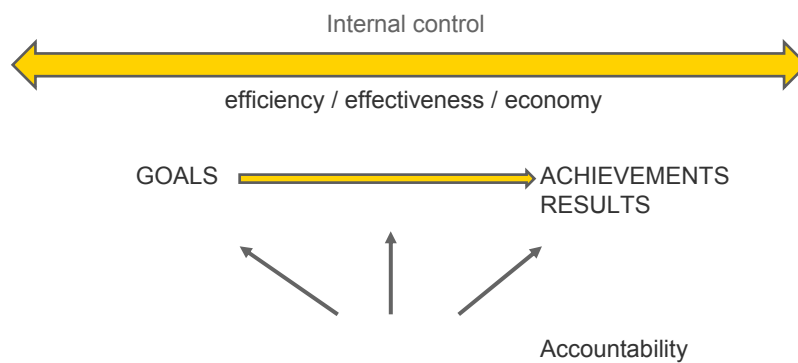 Internal control
efficiency / effectiveness / economy
GOALS
ACHIEVEMENTS
RESULTS
Accountability